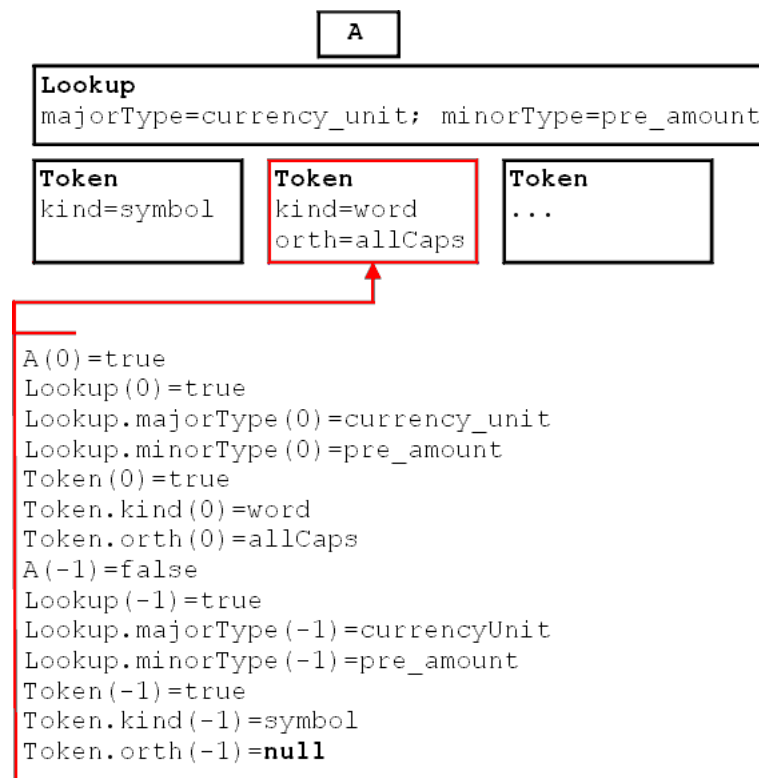 A
Lookup
majorType=currency_unit; minorType=pre_amount
Token
kind=symbol
Token
kind=word
orth=allCaps
Token
...
A(0)=true
Lookup(0)=true
Lookup.majorType(0)=currency_unit
Lookup.minorType(0)=pre_amount
Token(0)=true
Token.kind(0)=word
Token.orth(0)=allCaps
A(-1)=false
Lookup(-1)=true
Lookup.majorType(-1)=currencyUnit
Lookup.minorType(-1)=pre_amount
Token(-1)=true
Token.kind(-1)=symbol
Token.orth(-1)=null